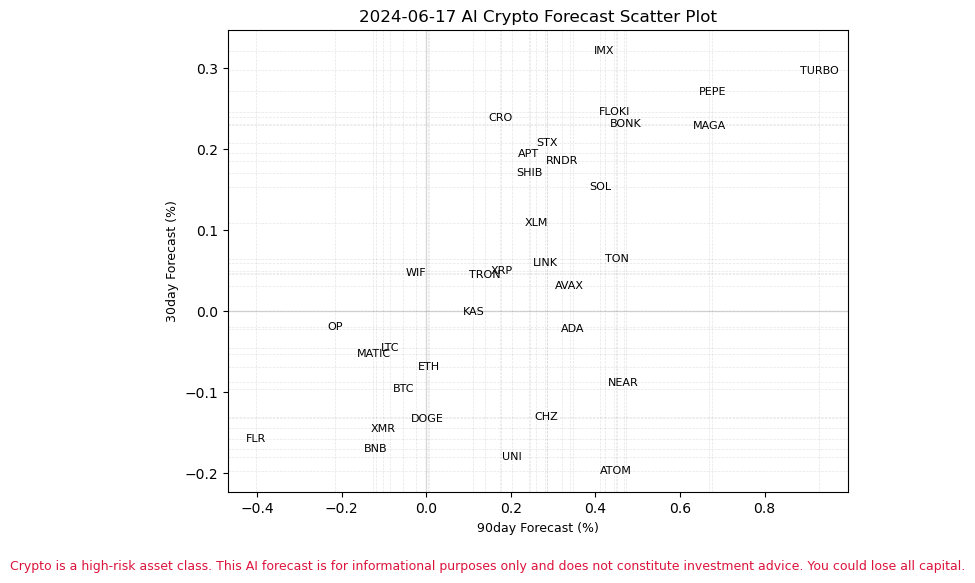 2024-06-17 AI Crypto Forecast Scatter Plot
IMX
TURBO
PEPE
FLOKI
CRO
BONK
MAGA
STX
APT
RNDR
SHIB
SOL
XLM
LINK
TON
WIF
TRON
XRP
AVAX
KAS
OP
ADA
LTC
MATIC
ETH
NEAR
BTC
DOGE
CHZ
XMR
FLR
BNB
UNI
ATOM
0.3
0.2
0.1
0.0
−0.1
−0.2
30day Forecast (%)
−0.4 −0.2 0.0 0.2 0.4 0.6 0.8
90day Forecast (%)
Crypto is a high-risk asset class. This AI forecast is for informational purposes only and does not constitute investment advice. You could lose all capital.